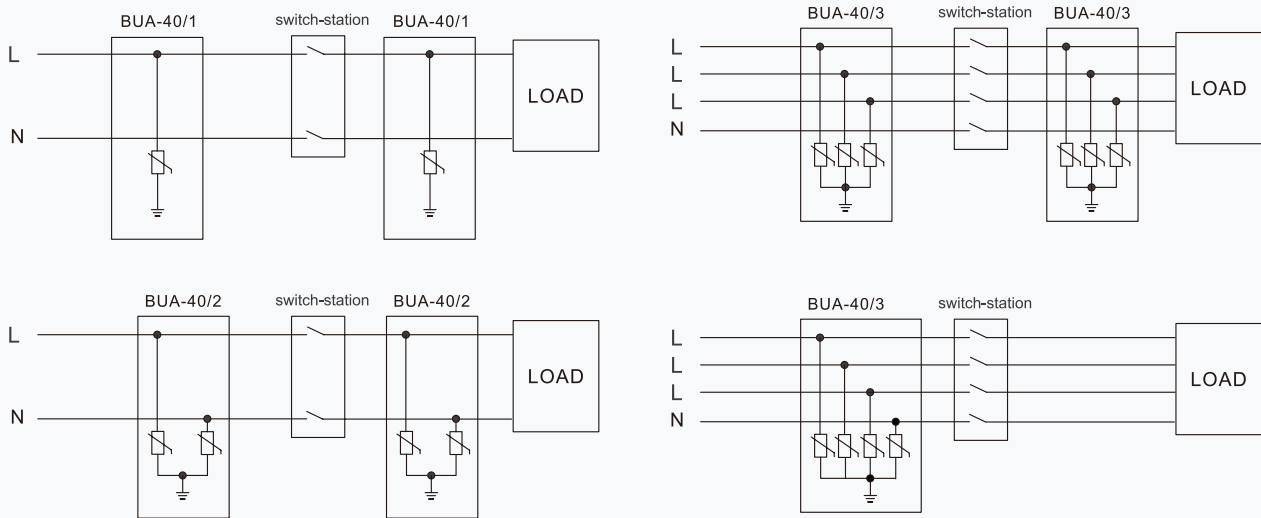 BUA-40/1 switch-station BUA-40/1
L
N
LOAD
BUA-40/3 switch-station BUA-40/3
L
L
L
N
LOAD
BUA-40/2 switch-station BUA-40/2
L
N
LOAD
BUA-40/3 switch-station
L
L
L
N
LOAD